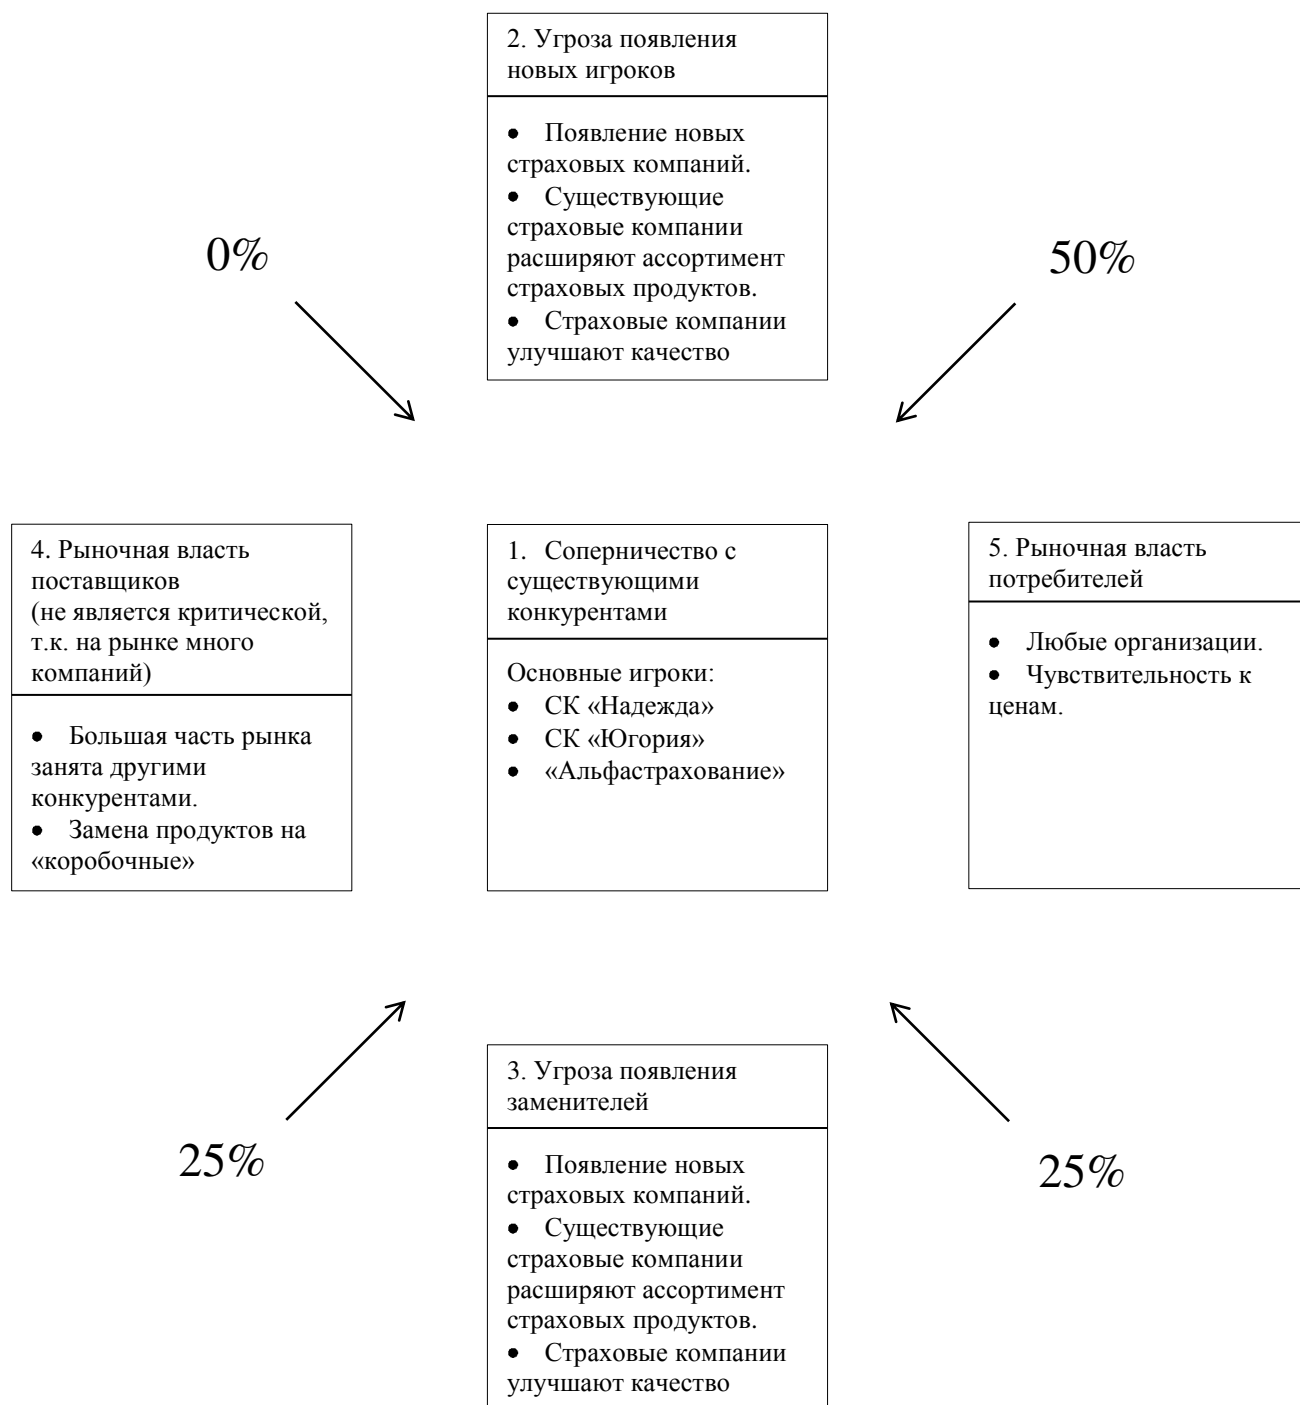 2. Угроза появления
новых игроков
• Появление новых
страховых компаний.
• Существующие
страховые компании
расширяют ассортимент
страховых продуктов.
• Страховые компании
улучшают качество
0%
50%
4. Рыночная власть
поставщиков
(не является критической,
т.к. на рынке много
компаний)
• Большая часть рынка
занята другими
конкурентами.
• Замена продуктов на
«коробочные»
1. Соперничество с
существующими
конкурентами
Основные игроки:
• СК «Надежда»
• СК «Югория»
• «Альфастрахование»
5. Рыночная власть
потребителей
• Любые организации.
• Чувствительность к
ценам.
3. Угроза появления
заменителей
• Появление новых
страховых компаний.
• Существующие
страховые компании
расширяют ассортимент
страховых продуктов.
• Страховые компании
улучшают качество
25%
25%